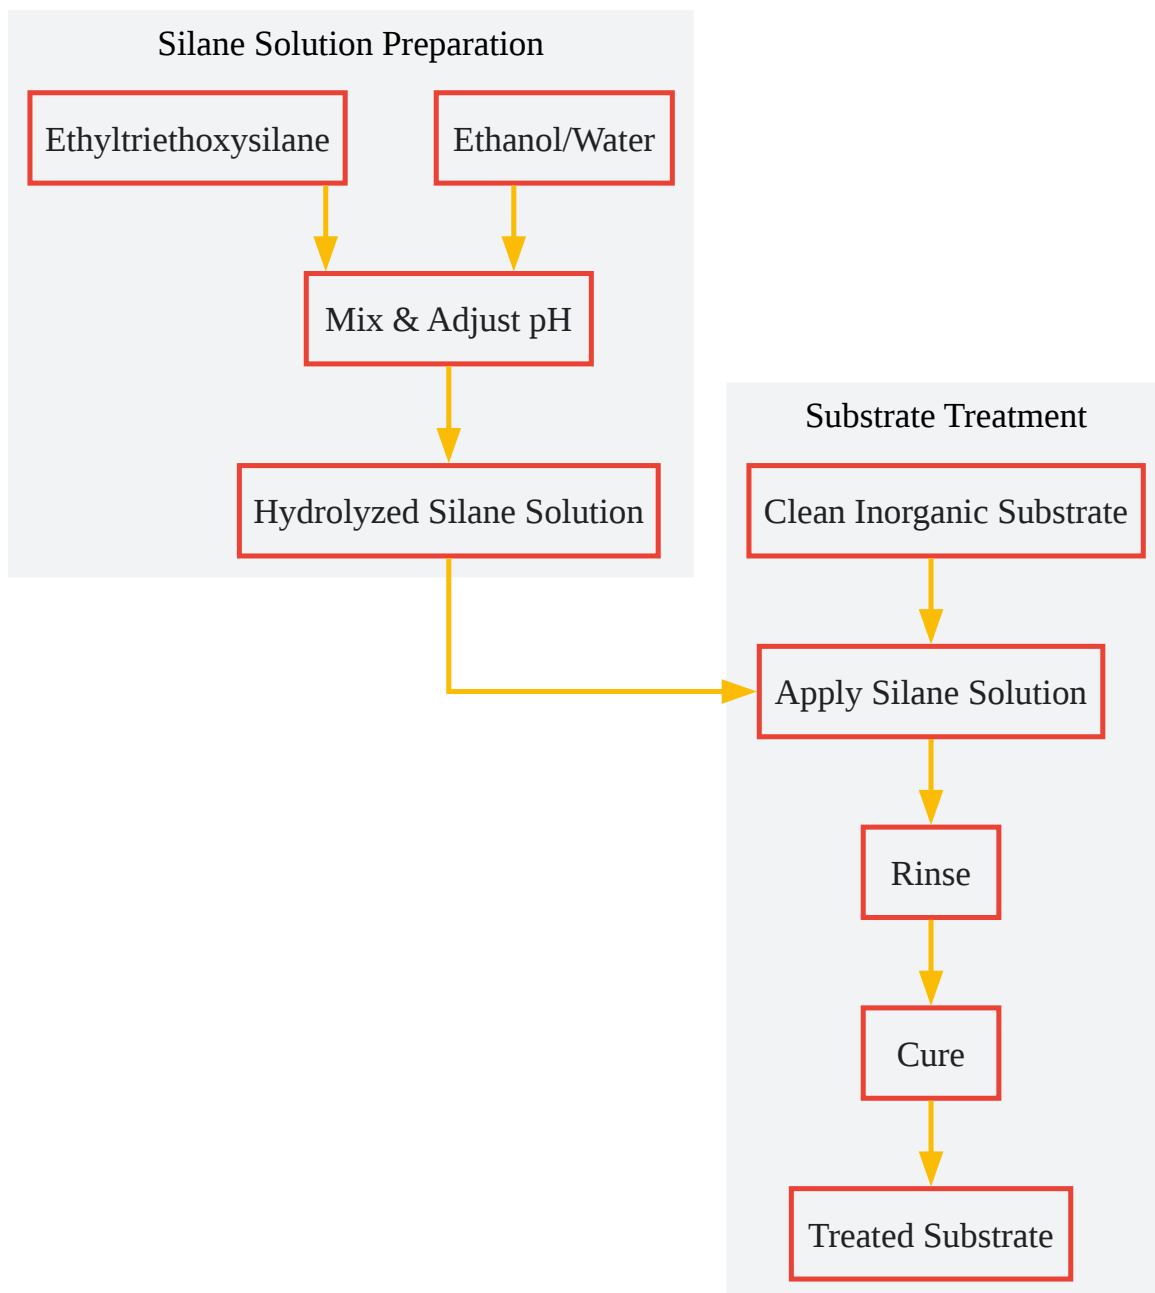 Silane Solution Preparation
Ethyltriethoxysilane
Ethanol/Water
Mix & Adjust pH
Hydrolyzed Silane Solution
Substrate Treatment
Clean Inorganic Substrate
Apply Silane Solution
Rinse
Cure
Treated Substrate